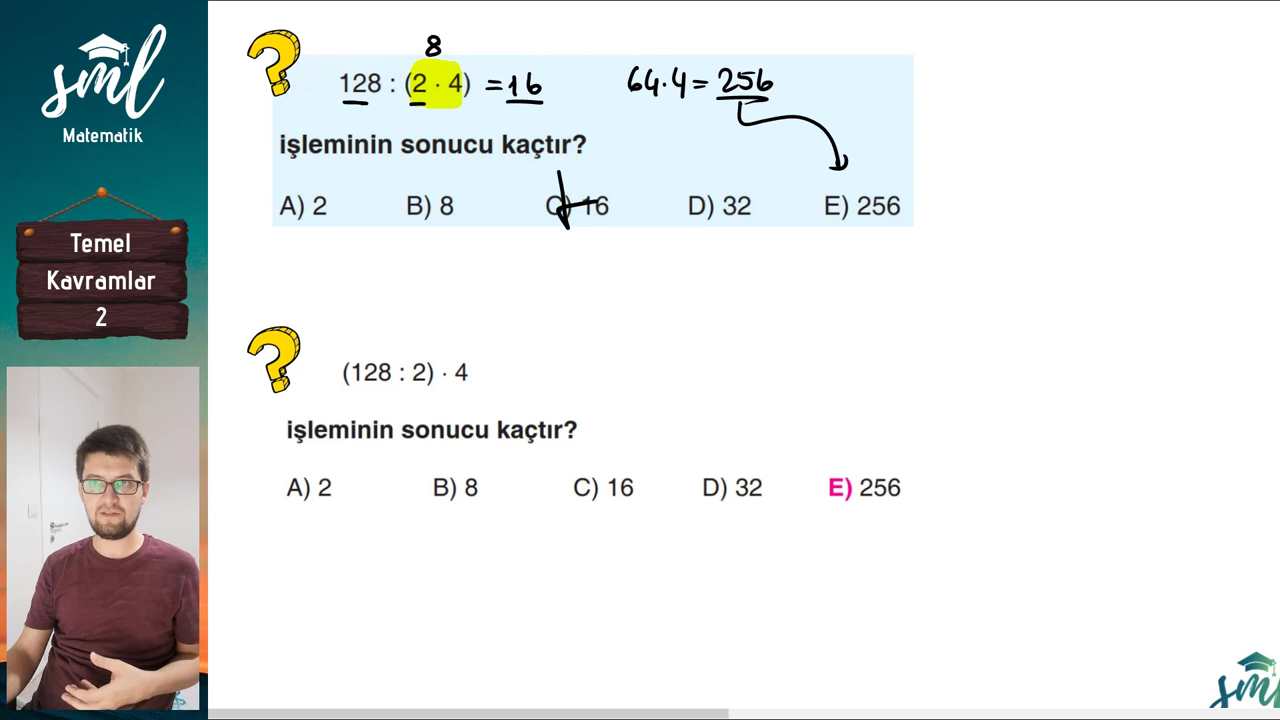 sml
Matematik
Temel
Kavramlar
2
8
128 : (2 · 4) = 16 64·4 = 256
işleminin sonucu kaçtır?
A) 2 B) 8 C) 16 D) 32 E) 256
(128 : 2) · 4
işleminin sonucu kaçtır?
A) 2 B) 8 C) 16 D) 32 E) 256
sml